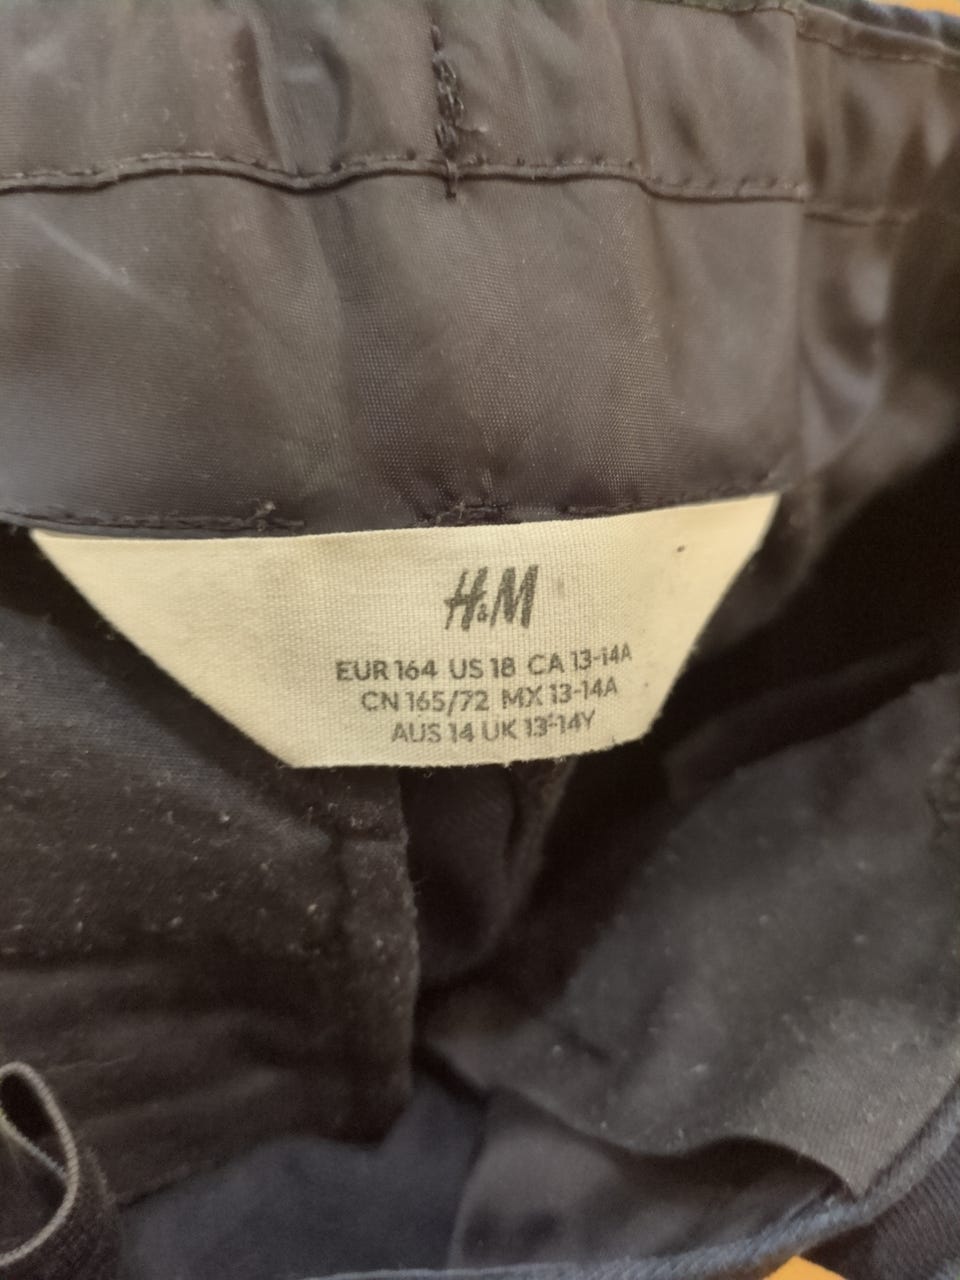 H&M
EUR 164 US 18 CA 13-14A
CN 165/72 MX 13-14A
AUS 14 UK 13-14Y